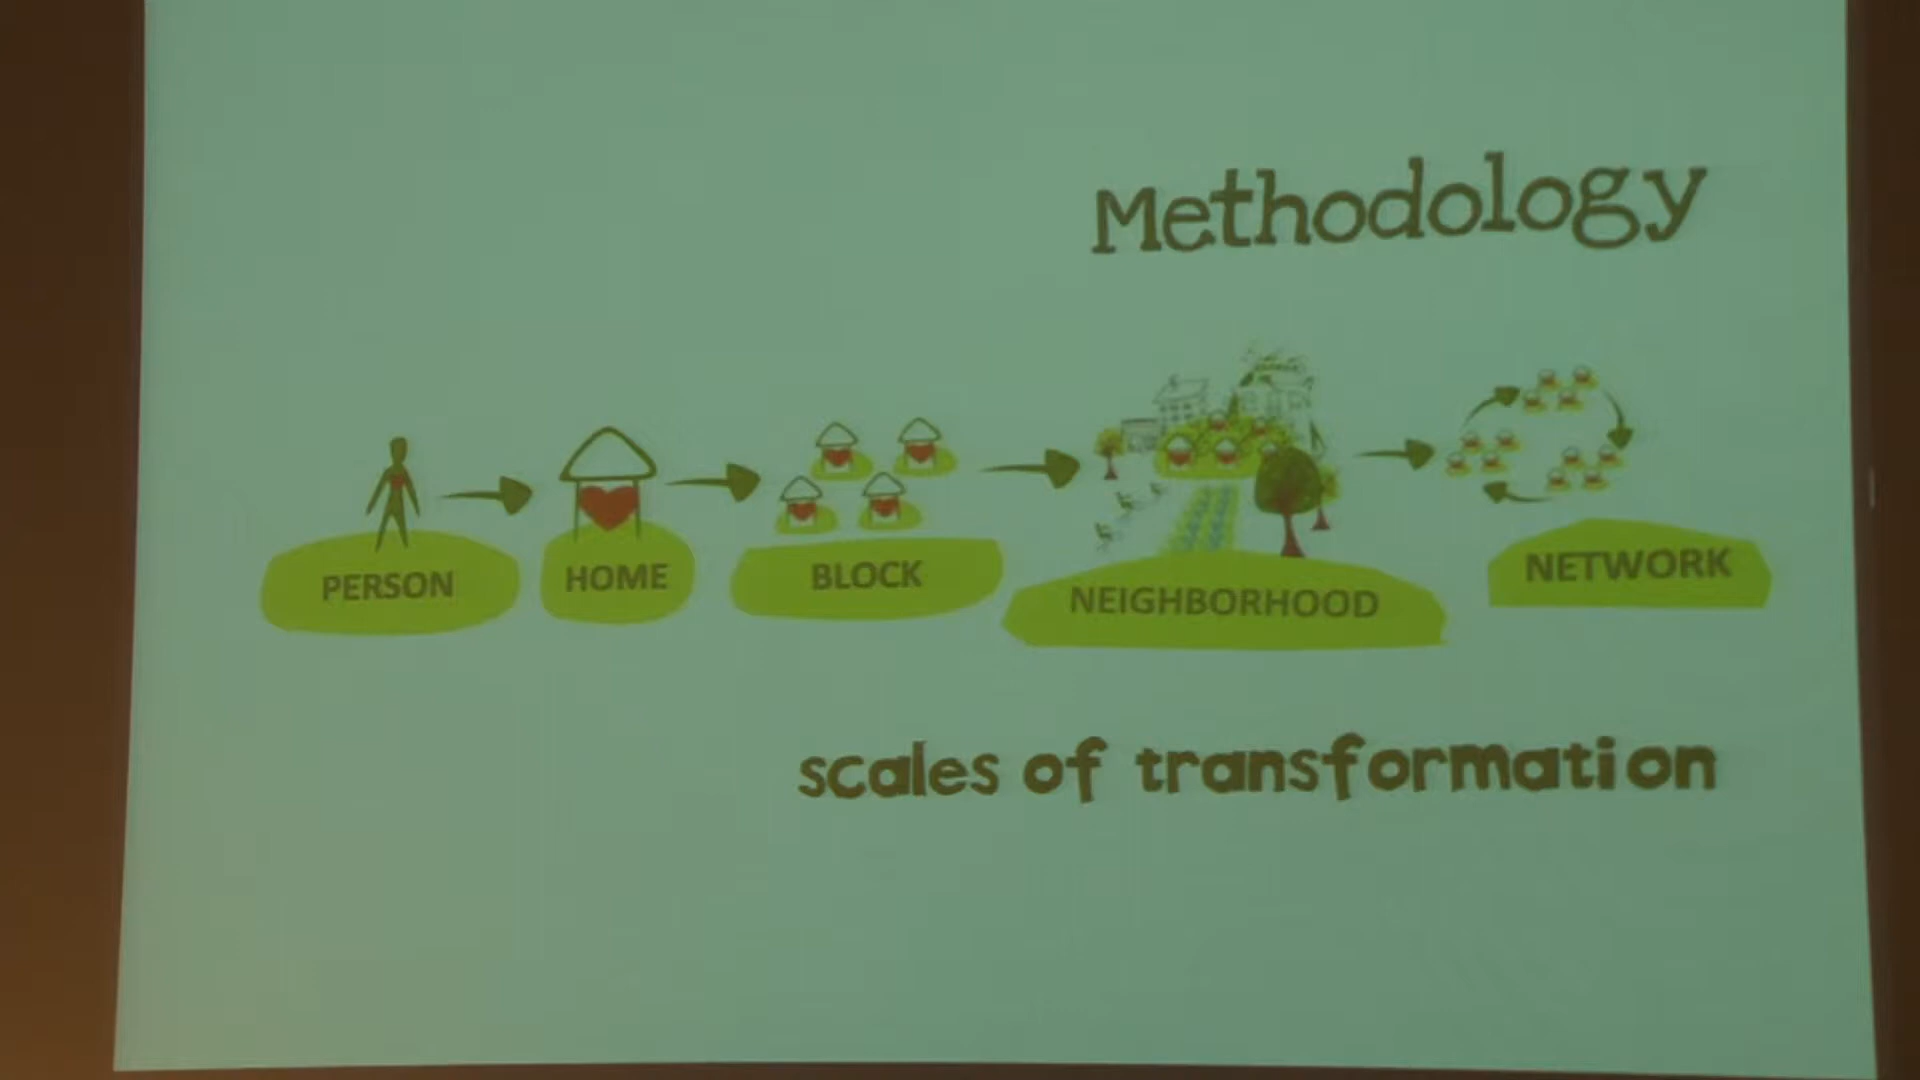 Methodology
PERSON
HOME
BLOCK
NEIGHBORHOOD
NETWORK
scales of transformation